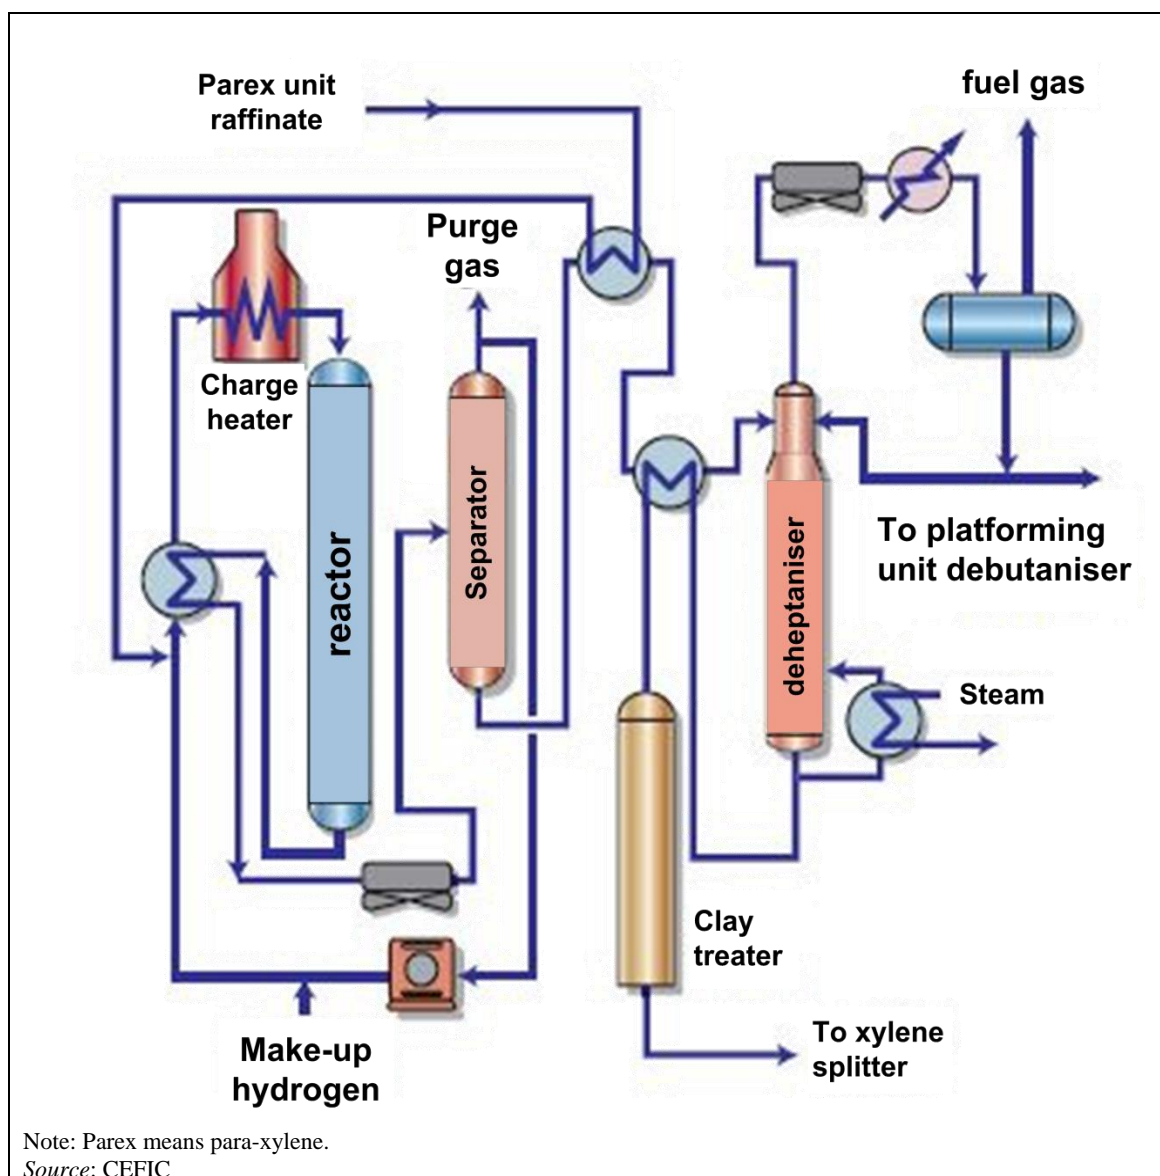 Parex unit
raffinate
fuel gas
Purge
gas
Charge
heater
reactor
Separator
deheptaniser
To platforming
unit debutaniser
Steam
Clay
treater
To xylene
splitter
Make-up
hydrogen
Note: Parex means para-xylene.
Source: CEFIC